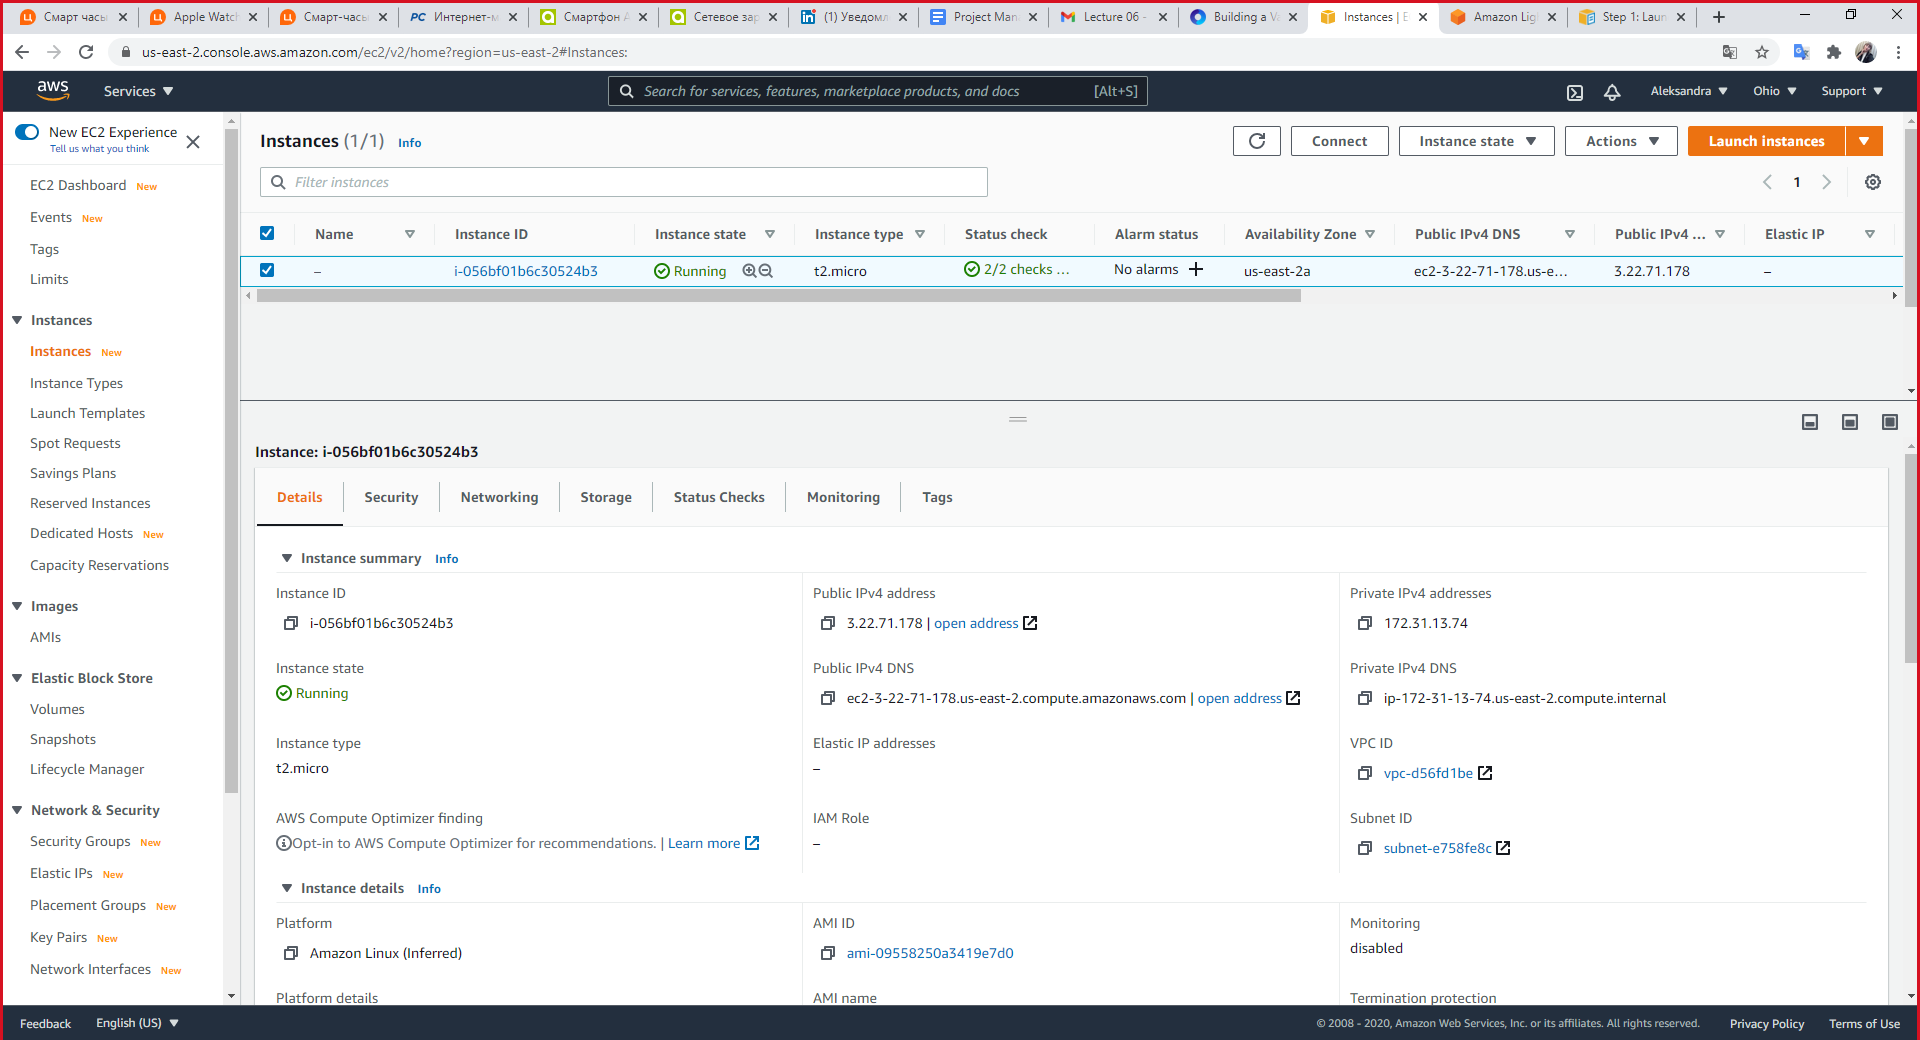 Смарт часы
Apple Watch
Смарт-часы
PC Интернет-м
Смартфон A
Сетевое зар
(1) Уведомл
Project Mana
Lecture 06 -
Building a Va
Instances | E
Amazon Ligh
Step 1: Laun
us-east-2.console.aws.amazon.com/ec2/v2/home?region=us-east-2#Instances:
aws
Services
Search for services, features, marketplace products, and docs
[Alt+S]
Aleksandra
Ohio
Support
New EC2 Experience
Tell us what you think
EC2 Dashboard New
Events New
Tags
Limits
Instances
Instances New
Instance Types
Launch Templates
Spot Requests
Savings Plans
Reserved Instances
Dedicated Hosts New
Capacity Reservations
Images
AMIs
Elastic Block Store
Volumes
Snapshots
Lifecycle Manager
Network & Security
Security Groups New
Elastic IPs New
Placement Groups New
Key Pairs New
Network Interfaces New
Instances (1/1) Info
Connect
Instance state
Actions
Launch instances
Filter instances
1
Name
Instance ID
Instance state
Instance type
Status check
Alarm status
Availability Zone
Public IPv4 DNS
Public IPv4 ...
Elastic IP
–
i-056bf01b6c30524b3
Running
t2.micro
2/2 checks ...
No alarms
us-east-2a
ec2-3-22-71-178.us-e...
3.22.71.178
–
Instance: i-056bf01b6c30524b3
Details
Security
Networking
Storage
Status Checks
Monitoring
Tags
Instance summary Info
Instance ID
i-056bf01b6c30524b3
Public IPv4 address
3.22.71.178 | open address
Private IPv4 addresses
172.31.13.74
Instance state
Running
Public IPv4 DNS
ec2-3-22-71-178.us-east-2.compute.amazonaws.com | open address
Private IPv4 DNS
ip-172-31-13-74.us-east-2.compute.internal
Instance type
t2.micro
Elastic IP addresses
–
VPC ID
vpc-d56fd1be
AWS Compute Optimizer finding
Opt-in to AWS Compute Optimizer for recommendations. | Learn more
IAM Role
–
Subnet ID
subnet-e758fe8c
Instance details Info
Platform
Amazon Linux (Inferred)
AMI ID
ami-09558250a3419e7d0
Monitoring
disabled
Platform details
AMI name
Termination protection
Feedback
English (US)
© 2008 - 2020, Amazon Web Services, Inc. or its affiliates. All rights reserved.
Privacy Policy
Terms of Use